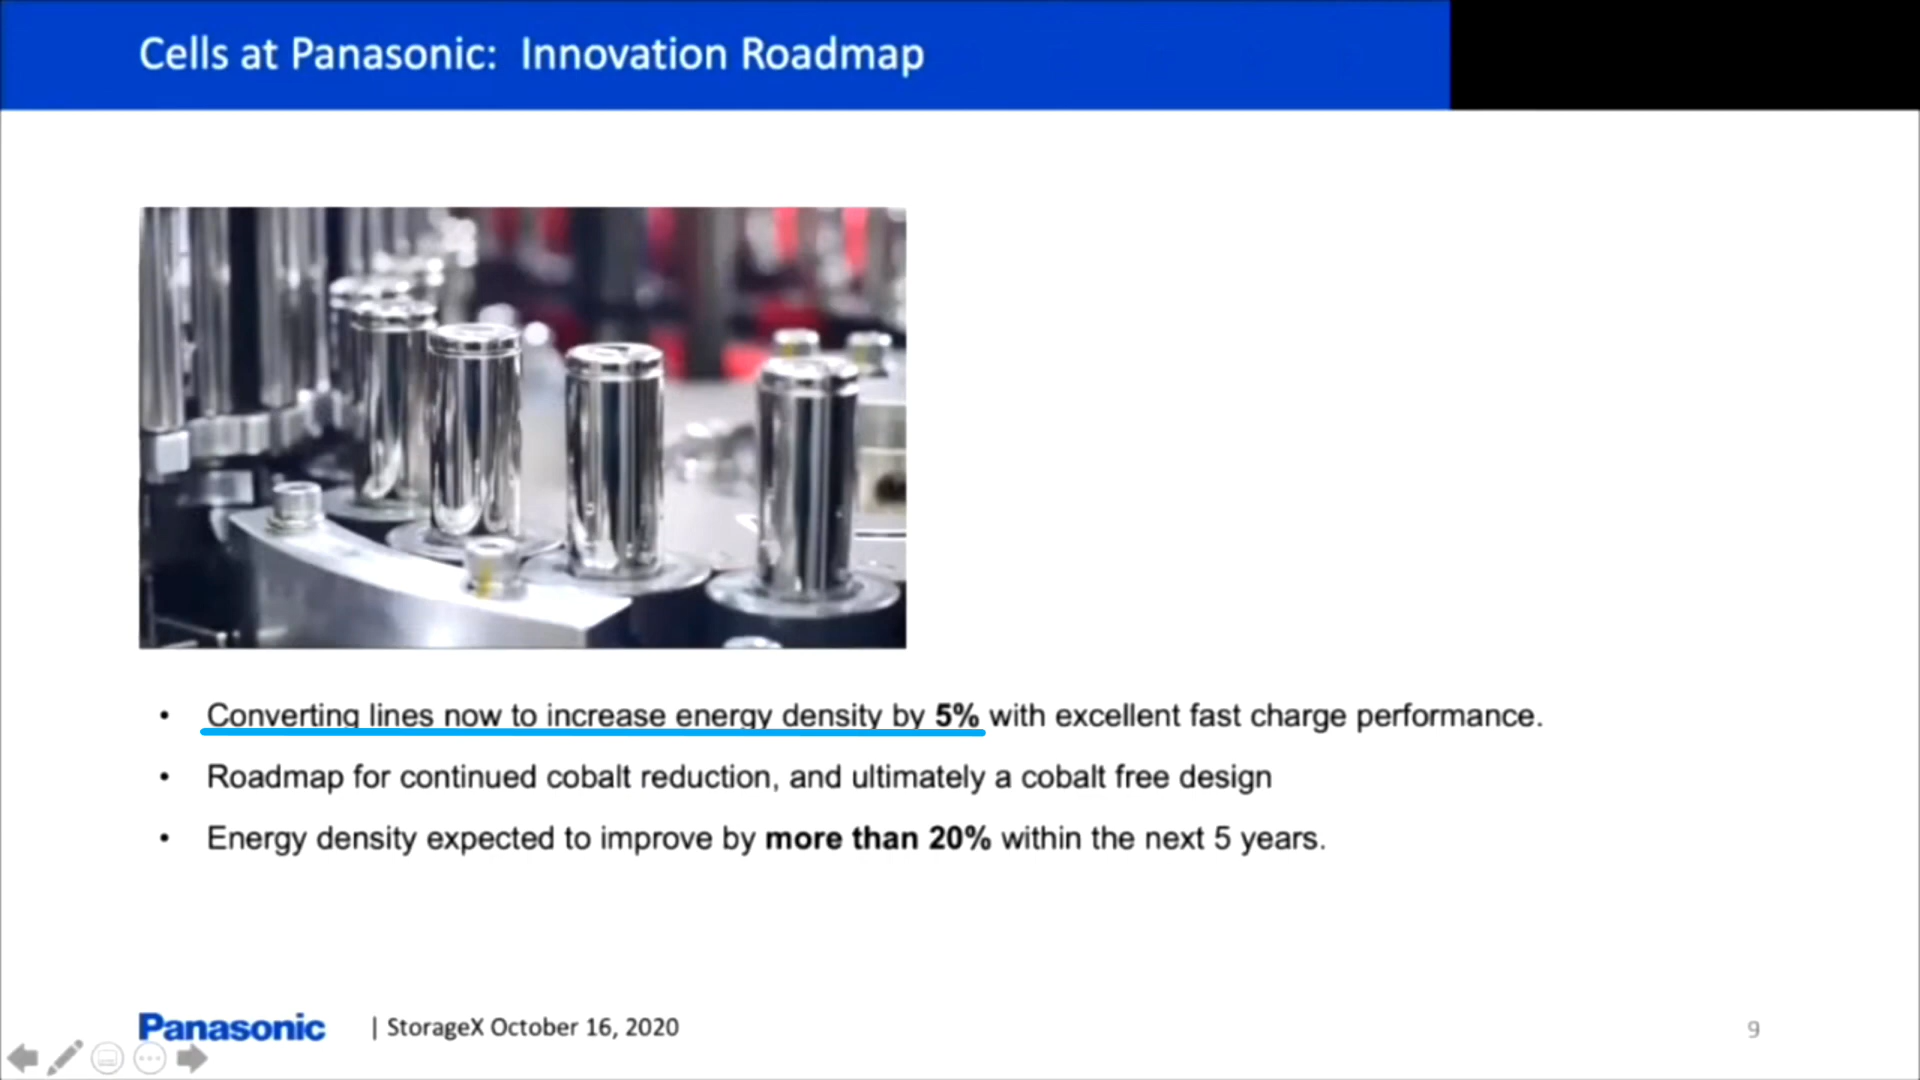 Cells at Panasonic: Innovation Roadmap
• Converting lines now to increase energy density by 5% with excellent fast charge performance.
• Roadmap for continued cobalt reduction, and ultimately a cobalt free design
• Energy density expected to improve by more than 20% within the next 5 years.
Panasonic | StorageX October 16, 2020 9